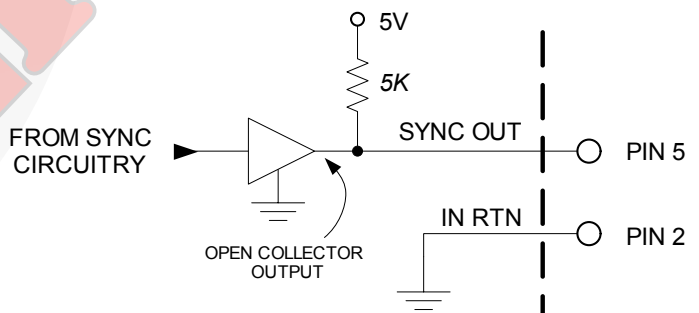 5V
5K
FROM SYNC
CIRCUITRY
SYNC OUT
PIN 5
IN RTN
PIN 2
OPEN COLLECTOR
OUTPUT